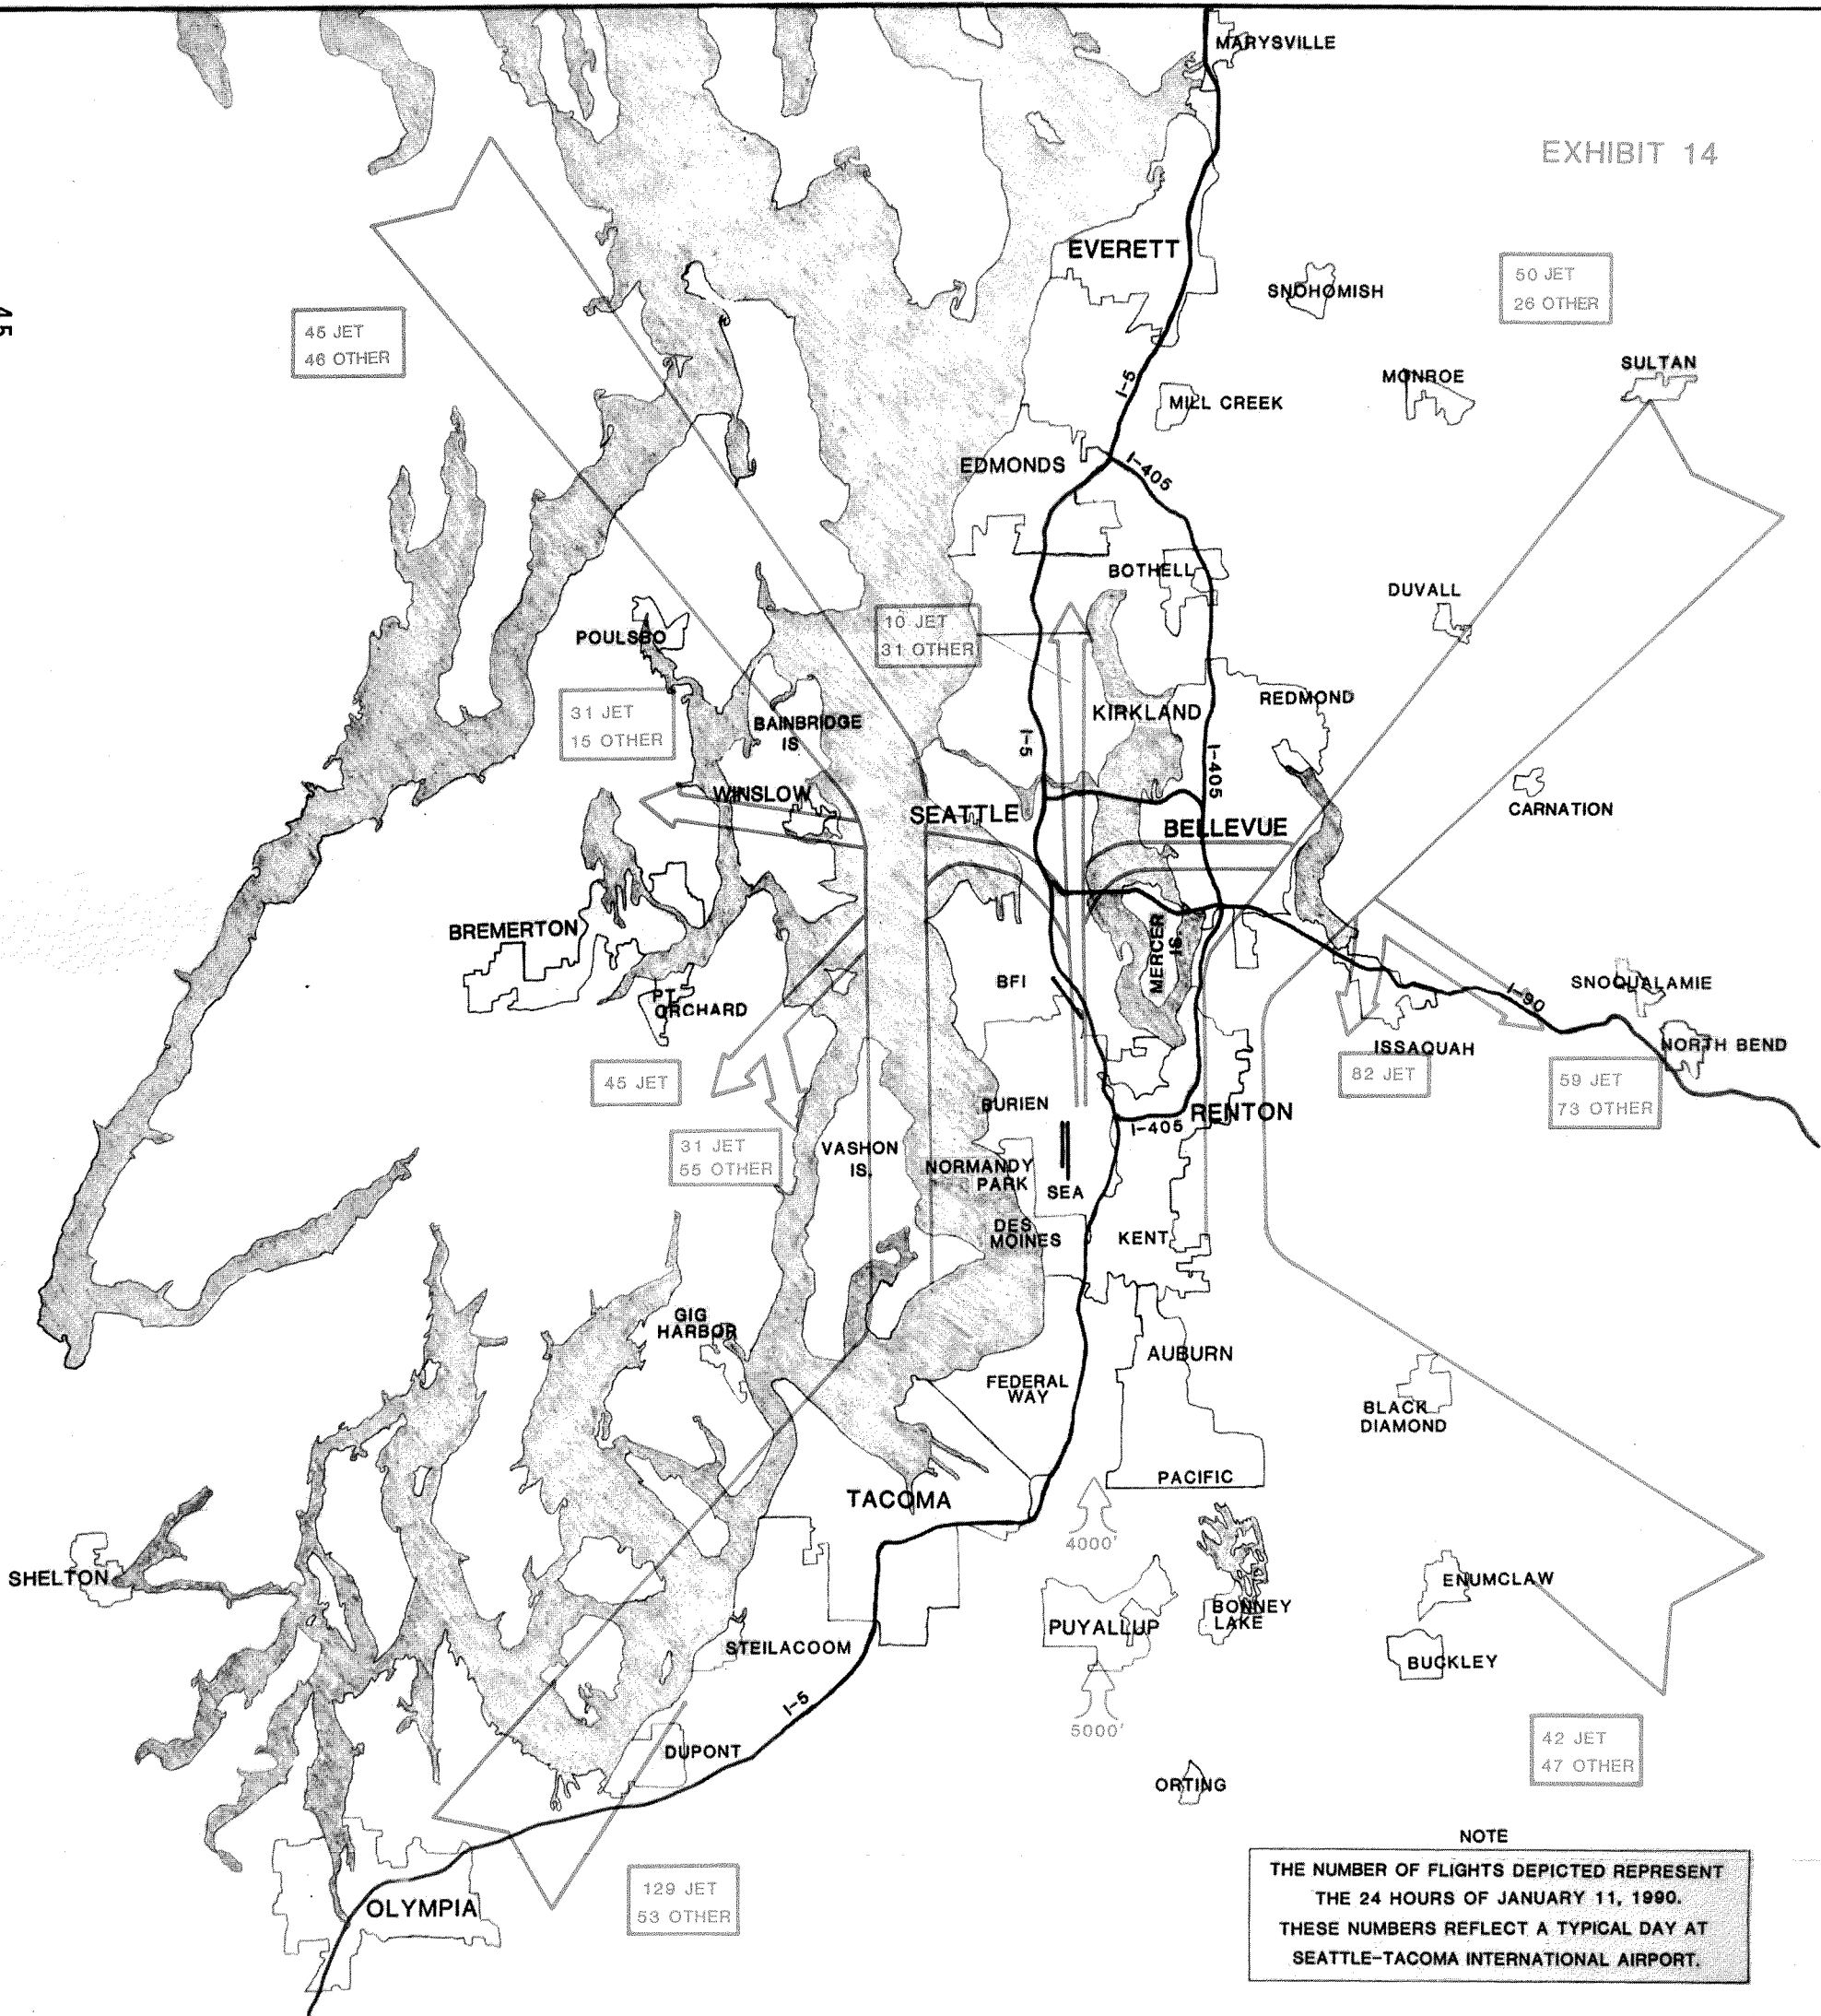 MARYSVILLE
EXHIBIT 14
EVERETT
SNOHOMISH
50 JET
26 OTHER
45
45 JET
46 OTHER
MONROE
SULTAN
I-5
MILL CREEK
EDMONDS
I-405
BOTHELL
DUVALL
POULSBO
10 JET
31 OTHER
31 JET
15 OTHER
BAINBRIDGE
IS.
KIRKLAND
REDMOND
I-5
I-405
WINSLOW
SEATTLE
BELLEVUE
CARNATION
BREMERTON
MERCER
IS.
BFI
PT.
ORCHARD
SNOQUALAMIE
I-90
ISSAQUAH
NORTH BEND
45 JET
82 JET
59 JET
73 OTHER
BURIEN
RENTON
I-405
31 JET
55 OTHER
VASHON
IS.
NORMANDY
PARK
SEA
DES
MOINES
KENT
GIG
HARBOR
AUBURN
FEDERAL
WAY
BLACK
DIAMOND
PACIFIC
TACOMA
4000'
SHELTON
ENUMCLAW
BONNEY
LAKE
PUYALLUP
STEILACOOM
BUCKLEY
I-5
5000'
DUPONT
42 JET
47 OTHER
ORTING
129 JET
53 OTHER
OLYMPIA
NOTE
THE NUMBER OF FLIGHTS DEPICTED REPRESENT
THE 24 HOURS OF JANUARY 11, 1990.
THESE NUMBERS REFLECT A TYPICAL DAY AT
SEATTLE-TACOMA INTERNATIONAL AIRPORT.